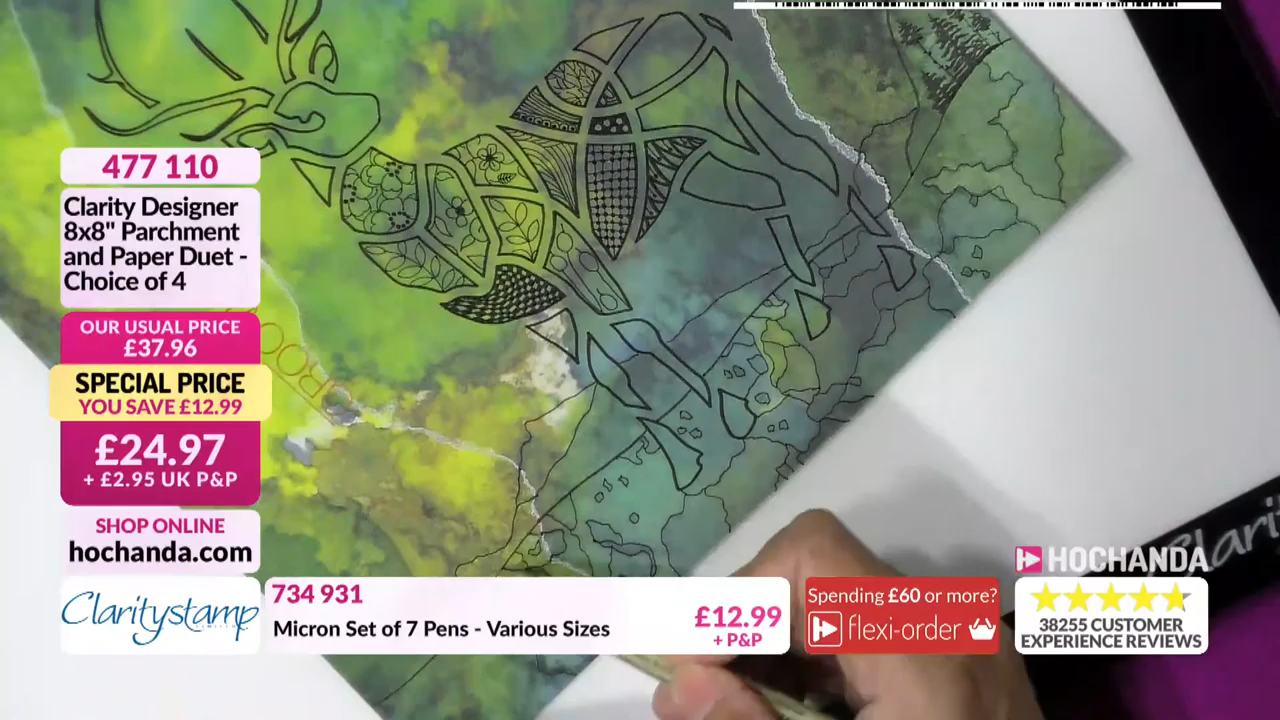 477 110
Clarity Designer
8x8" Parchment
and Paper Duet -
Choice of 4
OUR USUAL PRICE
£37.96
SPECIAL PRICE
YOU SAVE £12.99
£24.97
+ £2.95 UK P&P
SHOP ONLINE
hochanda.com
Claritystamp
734 931
Micron Set of 7 Pens - Various Sizes
£12.99
+ P&P
Spending £60 or more?
flexi-order
HOCHANDA
38255 CUSTOMER
EXPERIENCE REVIEWS